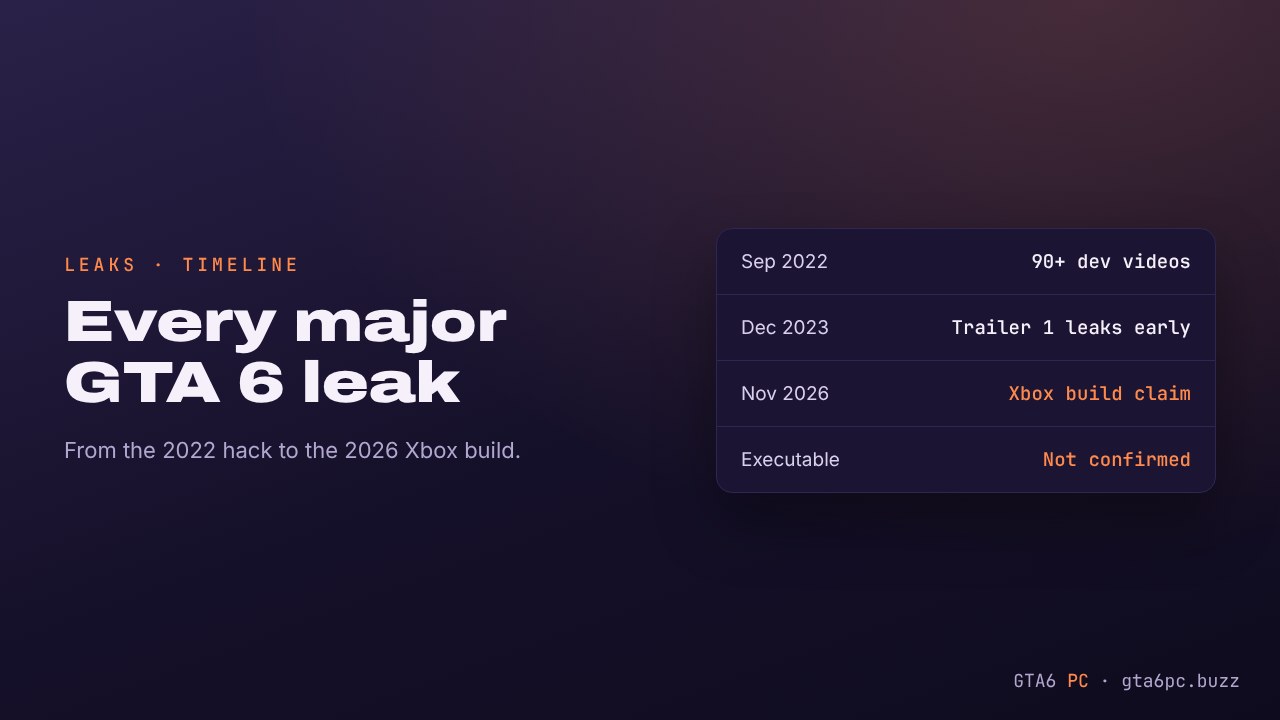 LEAKS · TIMELINE
Every major
GTA 6 leak
From the 2022 hack to the 2026 Xbox build.
Sep 2022 90+ dev videos
Dec 2023 Trailer 1 leaks early
Nov 2026 Xbox build claim
Executable Not confirmed
GTA6 PC · gta6pc.buzz